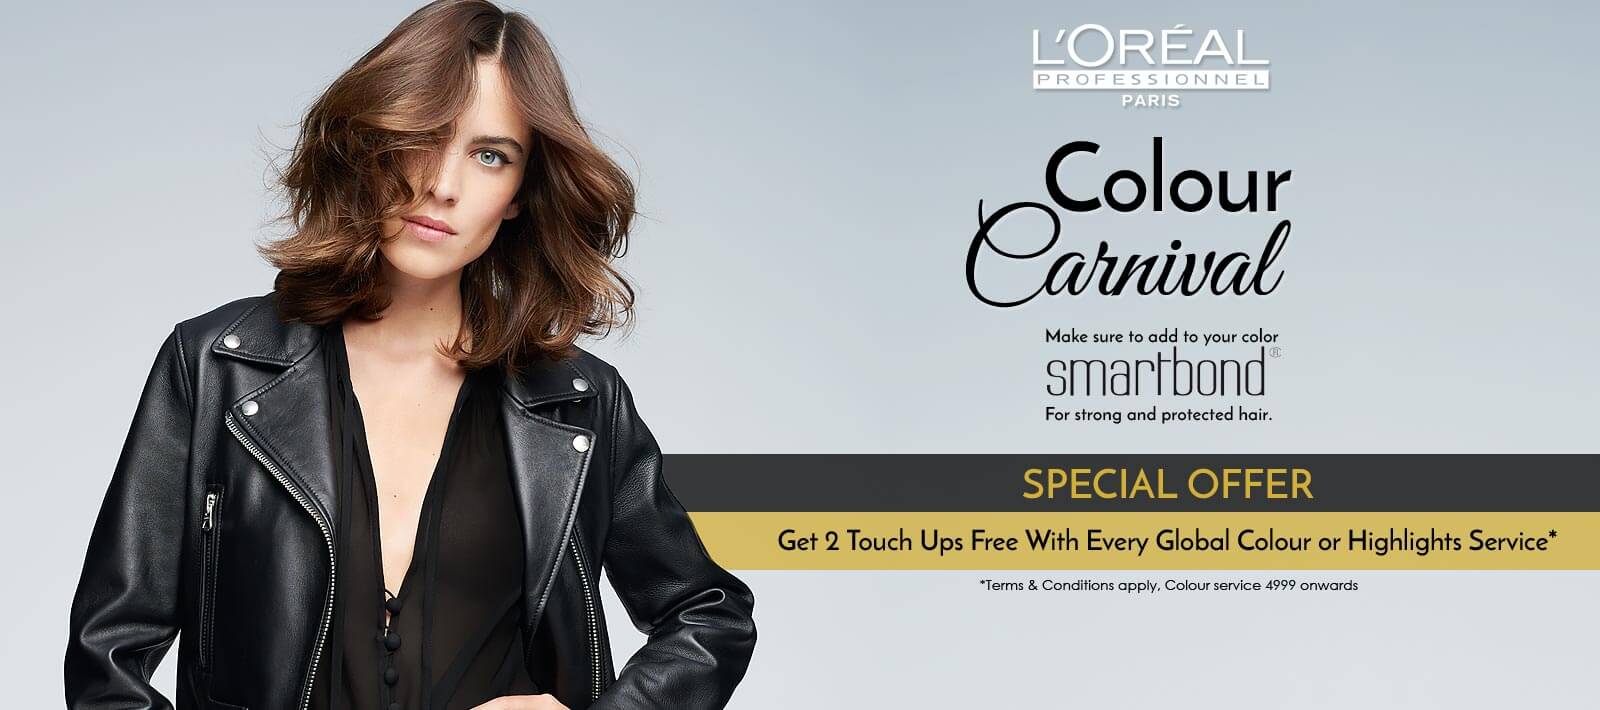 L'ORÉAL
PROFESSIONNEL
PARIS
Colour
Carnival
Make sure to add to your color
smartbond®
For strong and protected hair.
SPECIAL OFFER
Get 2 Touch Ups Free With Every Global Colour or Highlights Service*
*Terms & Conditions apply, Colour service 4999 onwards